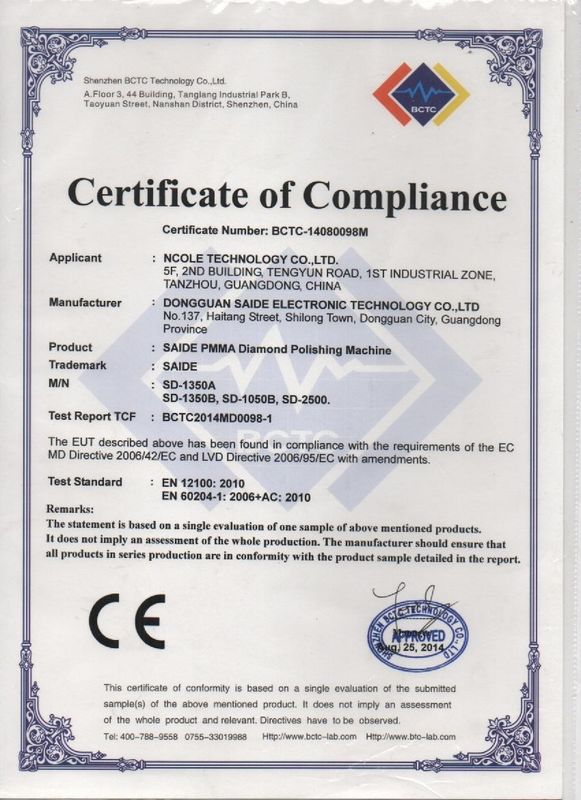 Shenzhen BCTC Technology Co.,Ltd.
A.Floor 3, 44 Building, Tanglang Industrial Park B,
Taoyuan Street, Nanshan District, Shenzhen, China
BCTC
Certificate of Compliance
Certificate Number: BCTC-14080098M
Applicant : NCOLE TECHNOLOGY CO.,LTD.
5F, 2ND BUILDING, TENGYUN ROAD, 1ST INDUSTRIAL ZONE,
TANZHOU, GUANGDONG, CHINA
Manufacturer : DONGGUAN SAIDE ELECTRONIC TECHNOLOGY CO.,LTD
No.137, Haitang Street, Shilong Town, Dongguan City, Guangdong
Province
Product : SAIDE PMMA Diamond Polishing Machine
Trademark : SAIDE
M/N : SD-1350A
SD-1350B, SD-1050B, SD-2500.
Test Report TCF : BCTC2014MD0098-1
BCTC
The EUT described above has been found in compliance with the requirements of the EC
MD Directive 2006/42/EC and LVD Directive 2006/95/EC with amendments.
Test Standard : EN 12100: 2010
EN 60204-1: 2006+AC: 2010
Remarks:
The statement is based on a single evaluation of one sample of above mentioned products.
It does not imply an assessment of the whole production. The manufacturer should ensure that
all products in series production are in conformity with the product sample detailed in the report.
CE
SHENZHEN BCTC TECHNOLOGY CO., LTD
APPROVED
Aug. 25, 2014
This certificate of conformity is based on a single evaluation of the submitted
sample(s) of the above mentioned product. It does not imply an assessment
of the whole product and relevant. Directives have to be observed.
Tel: 400-788-9558 0755-33019988 Http://www.bctc-lab.com Http://www.btc-lab.com